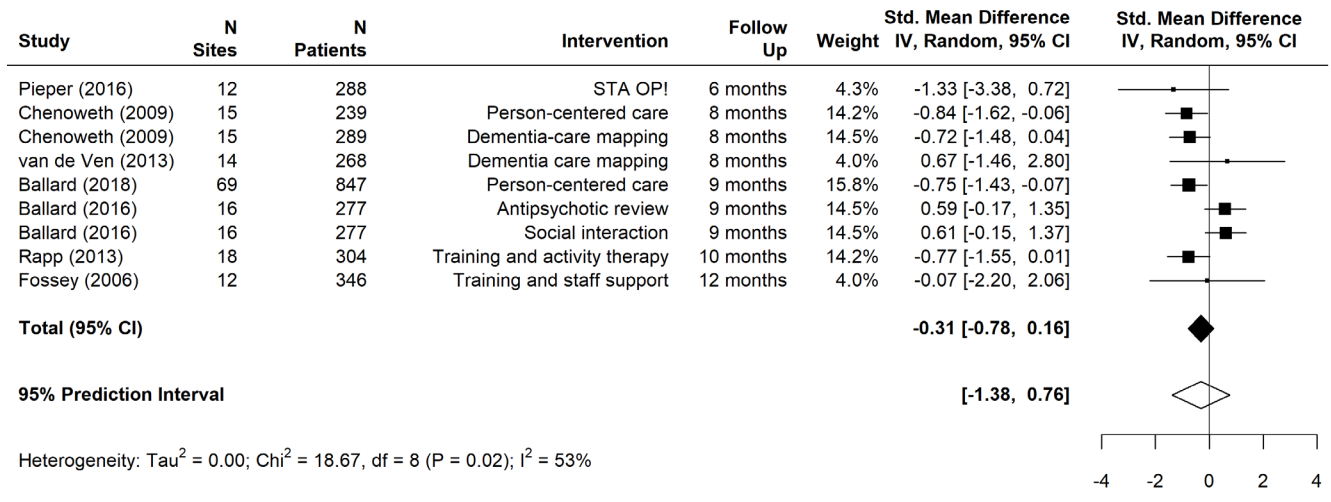 Study N Sites N Patients Intervention Follow Up Weight Std. Mean Difference IV, Random, 95% CI Std. Mean Difference IV, Random, 95% CI
Pieper (2016) 12 288 STA OP! 6 months 4.3% -1.33 [-3.38, 0.72]
Chenoweth (2009) 15 239 Person-centered care 8 months 14.2% -0.84 [-1.62, -0.06]
Chenoweth (2009) 15 289 Dementia-care mapping 8 months 14.5% -0.72 [-1.48, 0.04]
van de Ven (2013) 14 268 Dementia care mapping 8 months 4.0% 0.67 [-1.46, 2.80]
Ballard (2018) 69 847 Person-centered care 9 months 15.8% -0.75 [-1.43, -0.07]
Ballard (2016) 16 277 Antipsychotic review 9 months 14.5% 0.59 [-0.17, 1.35]
Ballard (2016) 16 277 Social interaction 9 months 14.5% 0.61 [-0.15, 1.37]
Rapp (2013) 18 304 Training and activity therapy 10 months 14.2% -0.77 [-1.55, 0.01]
Fossey (2006) 12 346 Training and staff support 12 months 4.0% -0.07 [-2.20, 2.06]
Total (95% CI) -0.31 [-0.78, 0.16]
95% Prediction Interval [-1.38, 0.76]
Heterogeneity: Tau² = 0.00; Chi² = 18.67, df = 8 (P = 0.02); I² = 53%
-4 -2 0 2 4